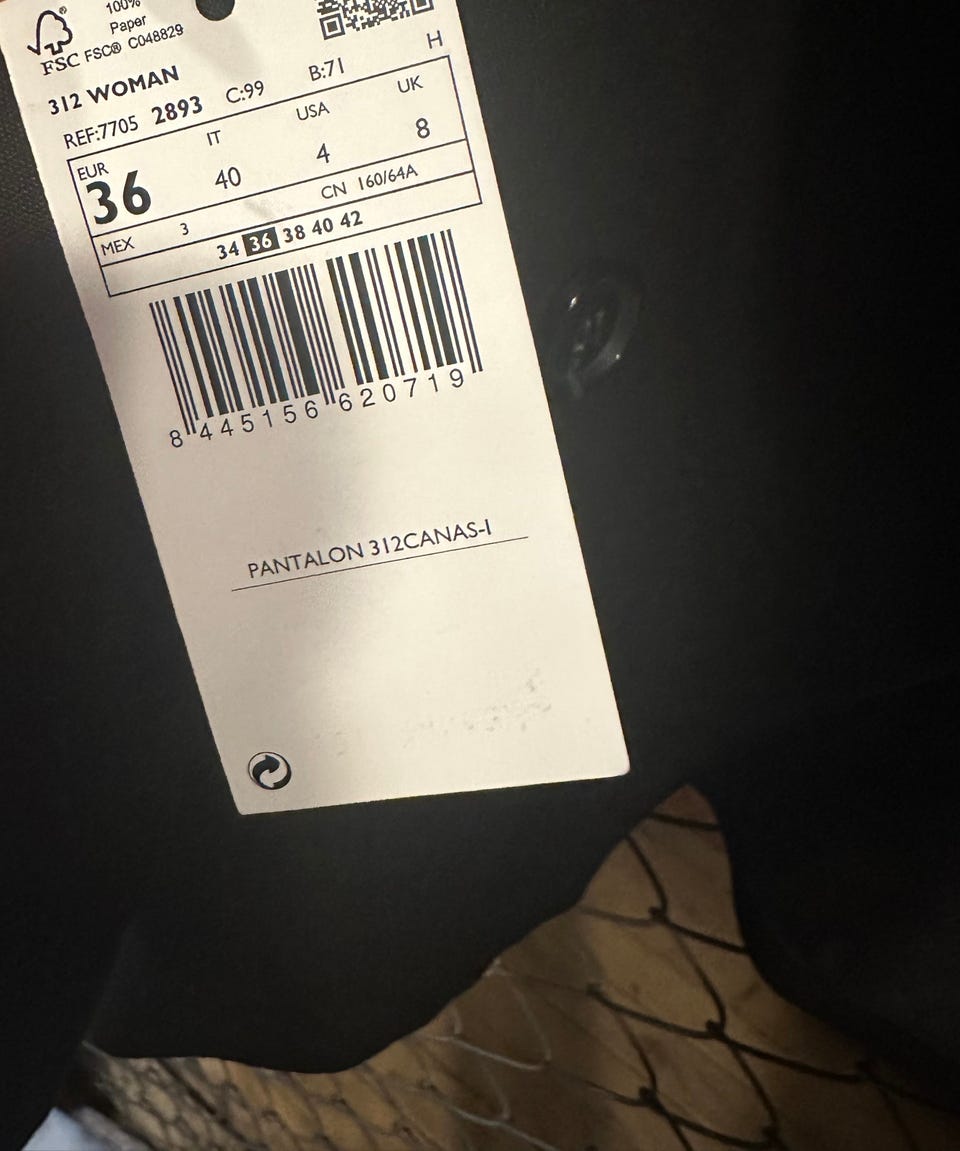 100%
Paper
FSC FSC® C048829
312 WOMAN
REF:7705 2893 C:99 B:71 H
EUR IT USA UK
36 40 4 8
MEX 3 CN 160/64A
34 36 38 40 42
8 445156 620719
PANTALON 312CANAS-I